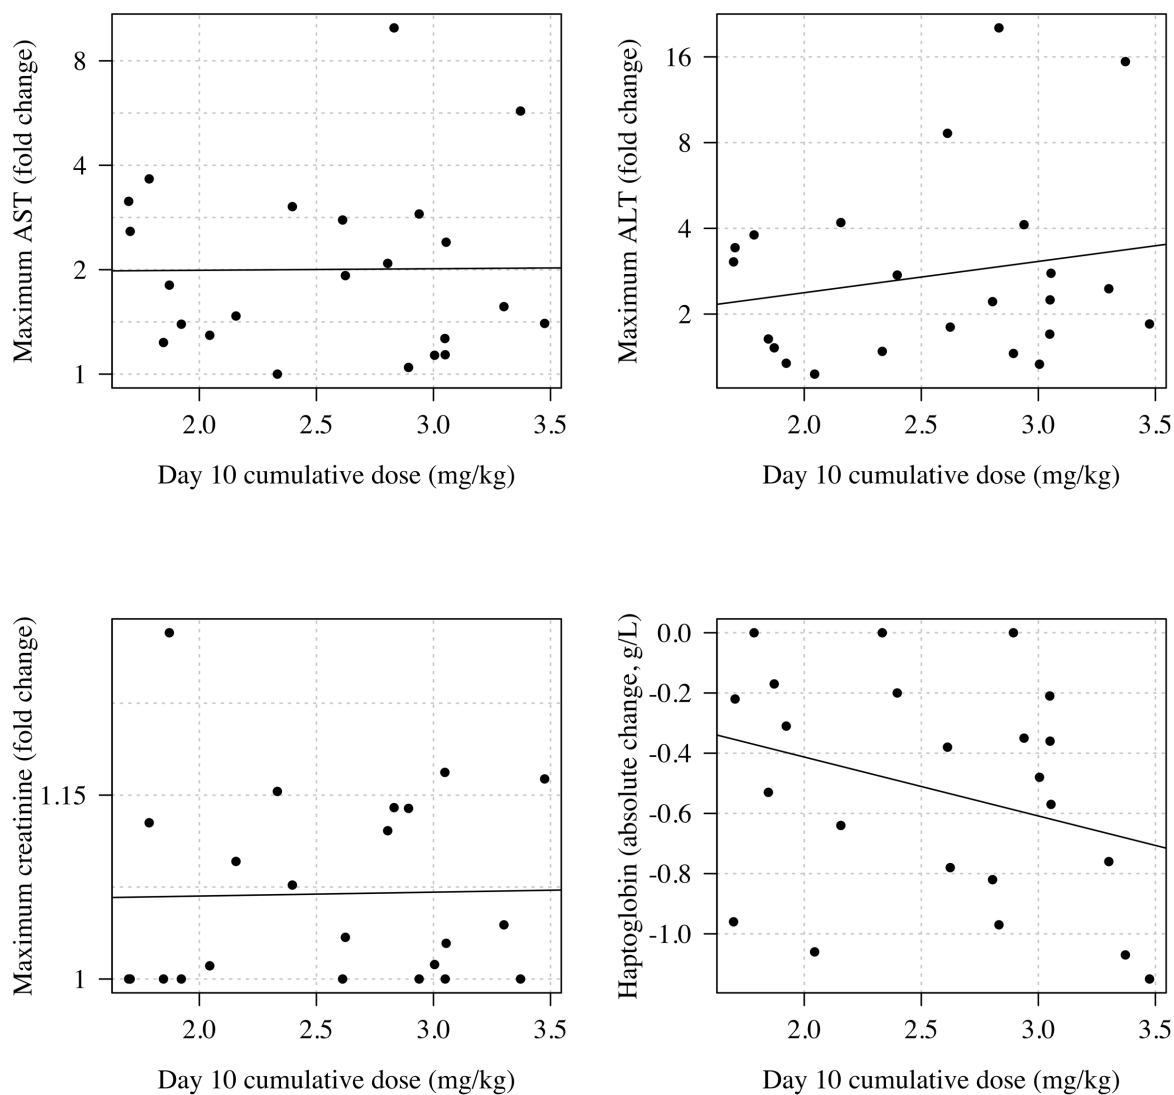 Maximum AST (fold change)
8
4
2
1
2.0 2.5 3.0 3.5
Day 10 cumulative dose (mg/kg)
Maximum ALT (fold change)
16
8
4
2
2.0 2.5 3.0 3.5
Day 10 cumulative dose (mg/kg)
Maximum creatinine (fold change)
1.15
1
2.0 2.5 3.0 3.5
Day 10 cumulative dose (mg/kg)
Haptoglobin (absolute change, g/L)
0.0
-0.2
-0.4
-0.6
-0.8
-1.0
2.0 2.5 3.0 3.5
Day 10 cumulative dose (mg/kg)